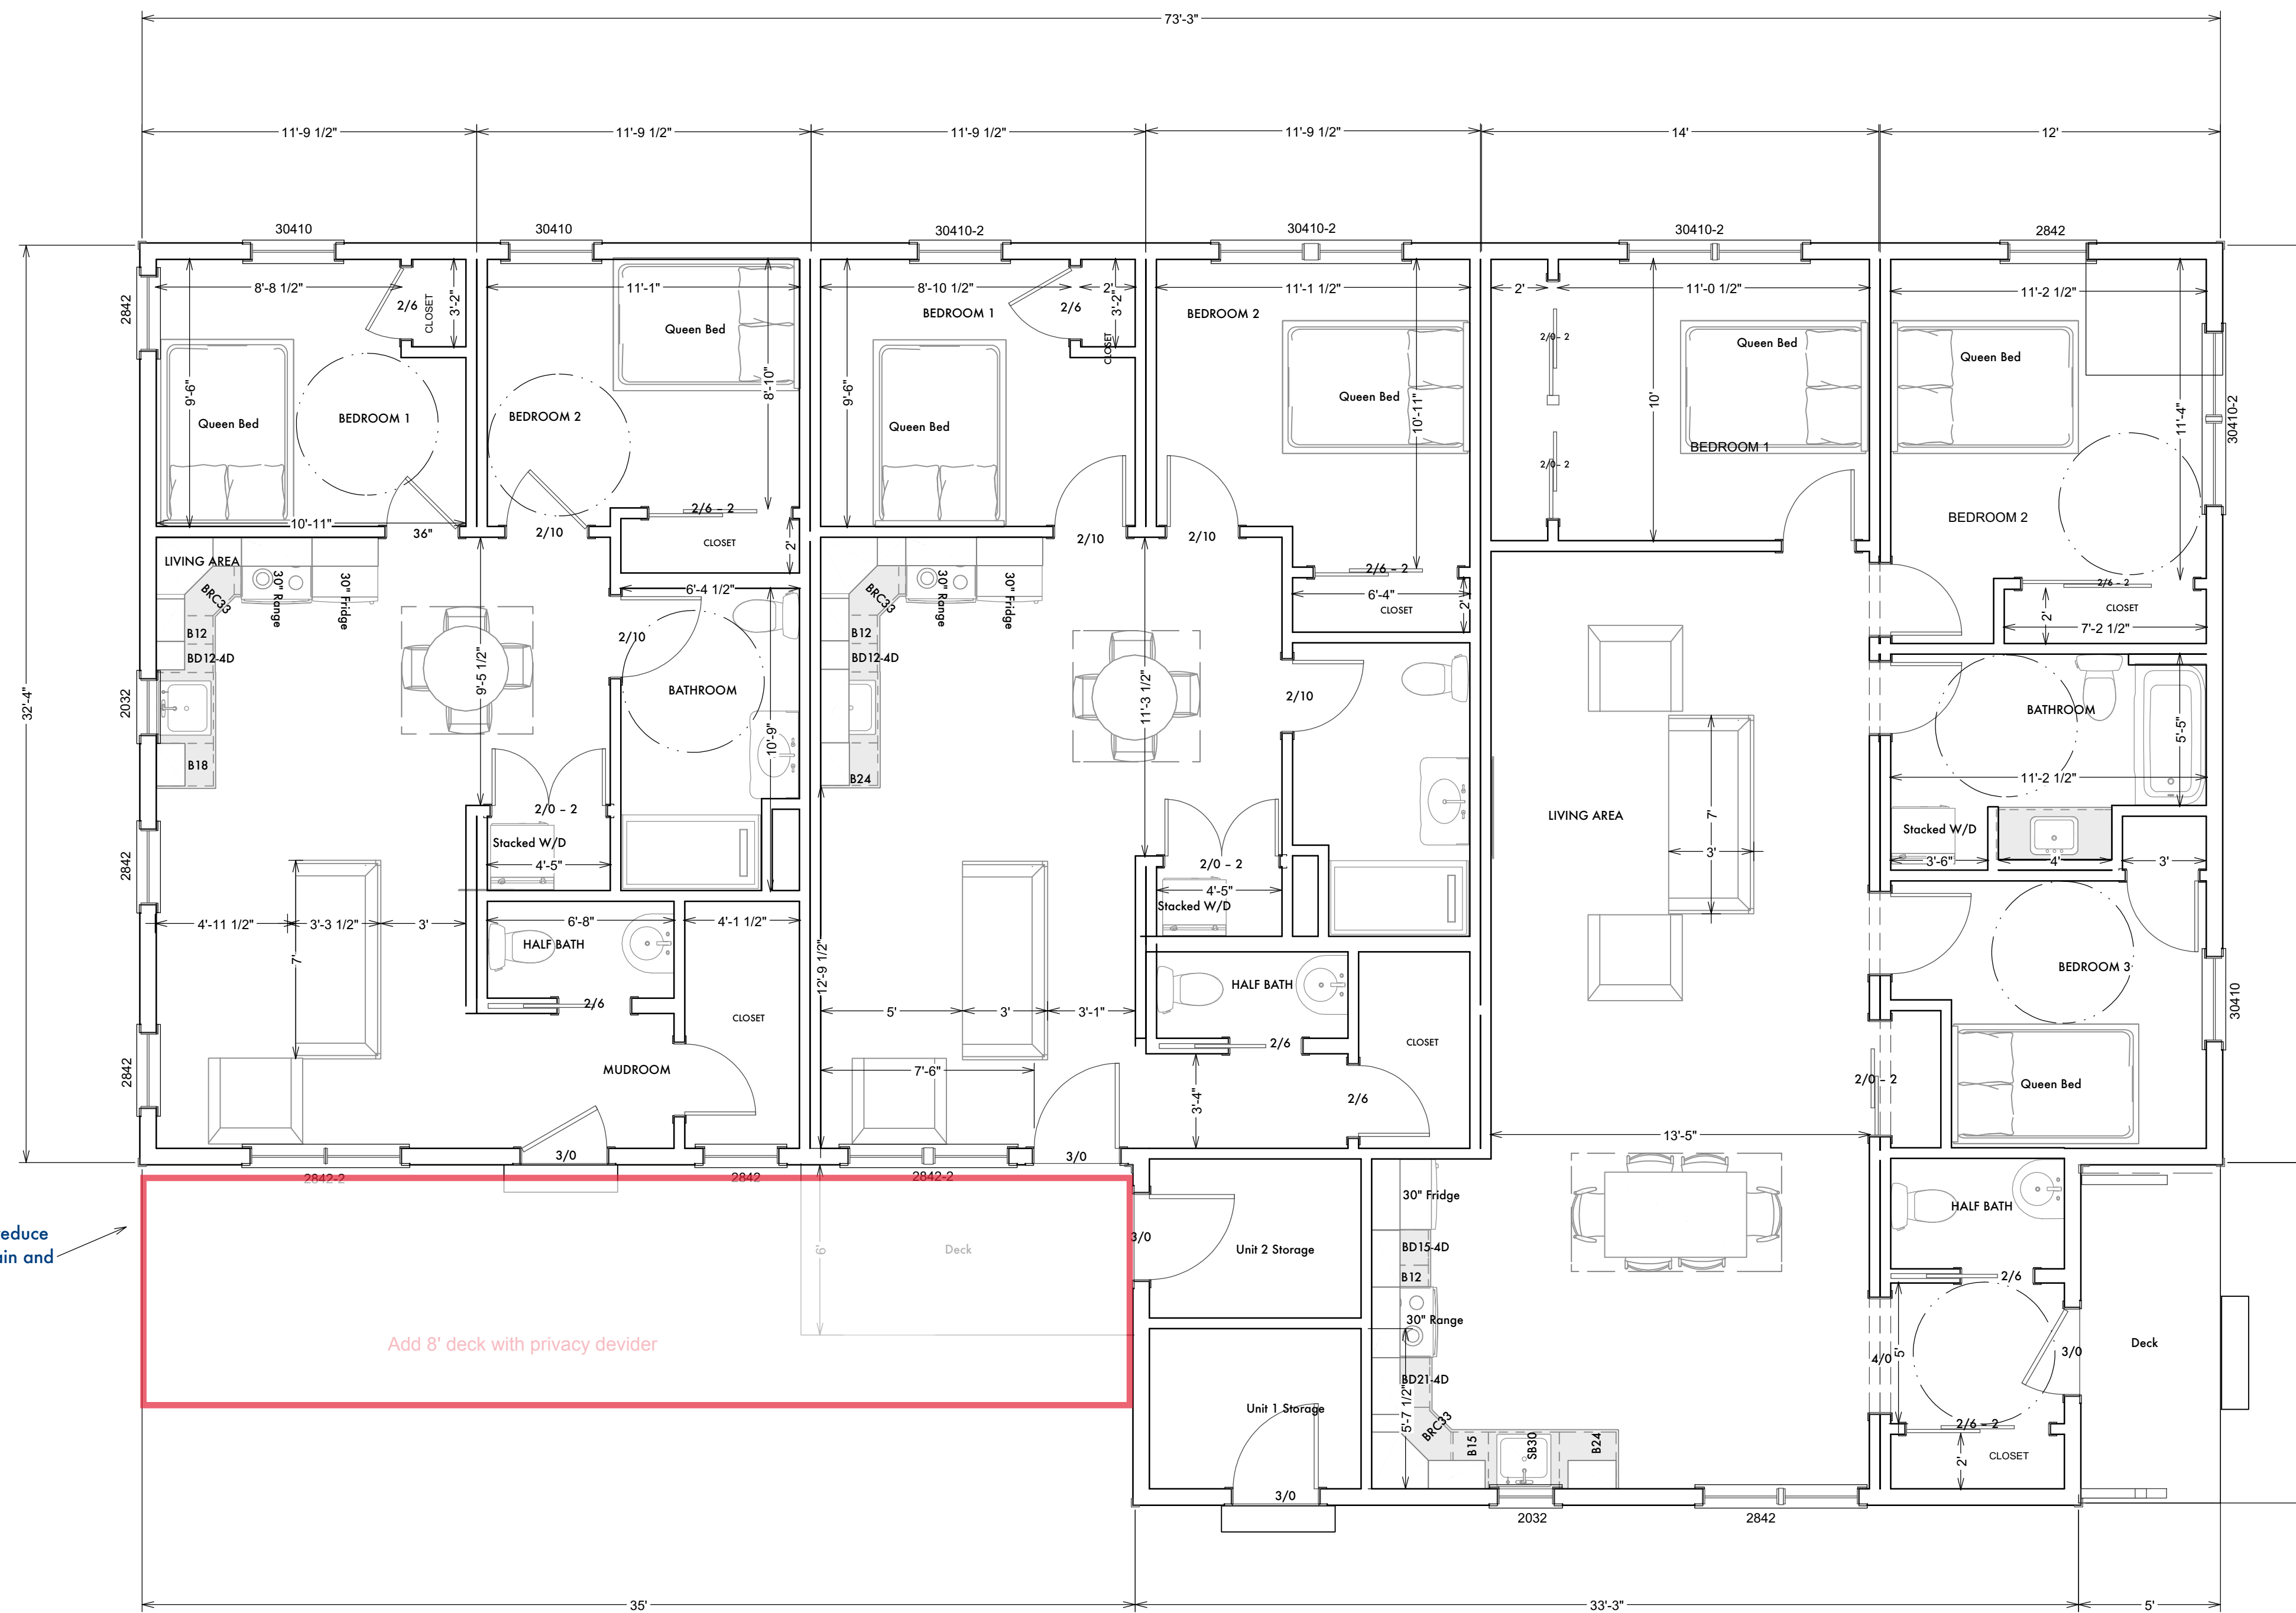 73'-3"
11'-9 1/2" 11'-9 1/2" 11'-9 1/2" 11'-9 1/2" 14' 12'
30410 30410 30410-2 30410-2 30410-2 2842
8'-8 1/2" 11'-1" 8'-10 1/2" 2' 11'-1 1/2" 2' 11'-0 1/2" 11'-2 1/2"
2842
2/6
CLOSET
3'-2"
9'-6"
Queen Bed
BEDROOM 1
10'-11"
36"
Queen Bed
8'-10"
BEDROOM 2
2/6 - 2
2/10
CLOSET
2'
BEDROOM 1
2/6
3'-2"
CLOSET
9'-6"
Queen Bed
2/10
BEDROOM 2
Queen Bed
10'-11"
2/10
2/6 - 2
6'-4"
CLOSET
2'
2/0- 2
2/0- 2
10'
Queen Bed
BEDROOM 1
Queen Bed
11'-4"
30410-2
BEDROOM 2
2/6 - 2
CLOSET
2'
7'-2 1/2"
32'-4"
LIVING AREA
BRC33
30" Range
30" Fridge
B12
BD12-4D
2032
B18
9'-5 1/2"
6'-4 1/2"
2/10
BATHROOM
10'-9"
2/0 - 2
Stacked W/D
4'-5"
BRC33
30" Range
30" Fridge
B12
BD12-4D
B24
11'-3 1/2"
2/10
2/0 - 2
4'-5"
Stacked W/D
LIVING AREA
7'
3'
BATHROOM
5'-5"
11'-2 1/2"
Stacked W/D
3'-6"
4'
3'
2842
4'-11 1/2" 3'-3 1/2" 3'
7'
6'-8" 4'-1 1/2"
HALF BATH
2/6
CLOSET
MUDROOM
2842
12'-9 1/2"
5' 3' 3'-1"
7'-6"
HALF BATH
2/6
CLOSET
3'-4"
2/6
BEDROOM 3
30410
Queen Bed
2/0 - 2
13'-5"
3/0
3/0
2842-2 2842 2842-2
6'
Deck
Add 8' deck with privacy devider
educe
ain and
3/0
Unit 2 Storage
Unit 1 Storage
3/0
30" Fridge
BD15-4D
B12
30" Range
BD21-4D
5'-7 1/2"
BRC33
B15
SB30
B24
2032
2842
HALF BATH
2/6
4/0
5'
3/0
Deck
2/6 - 2
2'
CLOSET
35' 33'-3" 5'